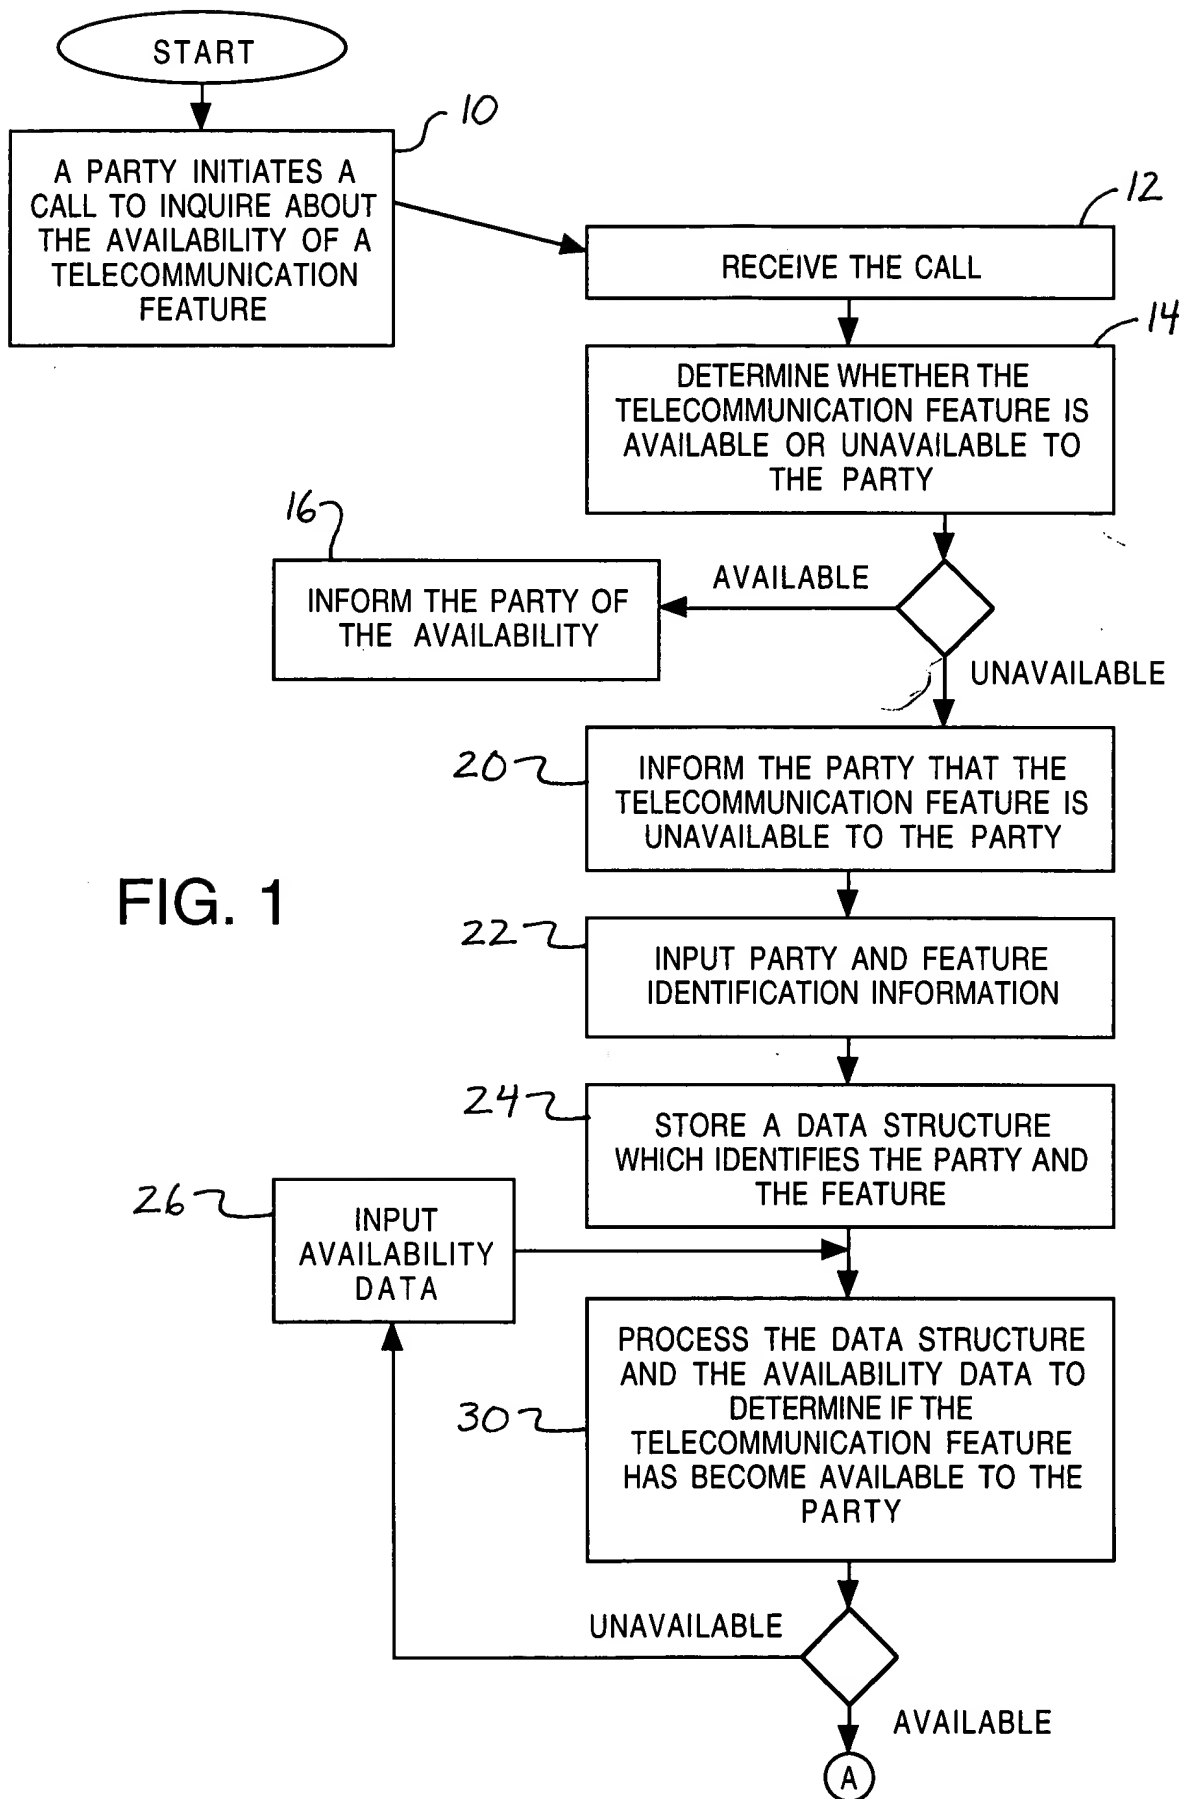 START
10
A PARTY INITIATES A
CALL TO INQUIRE ABOUT
THE AVAILABILITY OF A
TELECOMMUNICATION
FEATURE
12
RECEIVE THE CALL
14
DETERMINE WHETHER THE
TELECOMMUNICATION FEATURE IS
AVAILABLE OR UNAVAILABLE TO
THE PARTY
16
INFORM THE PARTY OF
THE AVAILABILITY
AVAILABLE
UNAVAILABLE
20
INFORM THE PARTY THAT THE
TELECOMMUNICATION FEATURE IS
UNAVAILABLE TO THE PARTY
FIG. 1
22
INPUT PARTY AND FEATURE
IDENTIFICATION INFORMATION
24
STORE A DATA STRUCTURE
WHICH IDENTIFIES THE PARTY AND
THE FEATURE
26
INPUT
AVAILABILITY
DATA
30
PROCESS THE DATA STRUCTURE
AND THE AVAILABILITY DATA TO
DETERMINE IF THE
TELECOMMUNICATION FEATURE
HAS BECOME AVAILABLE TO THE
PARTY
UNAVAILABLE
AVAILABLE
A